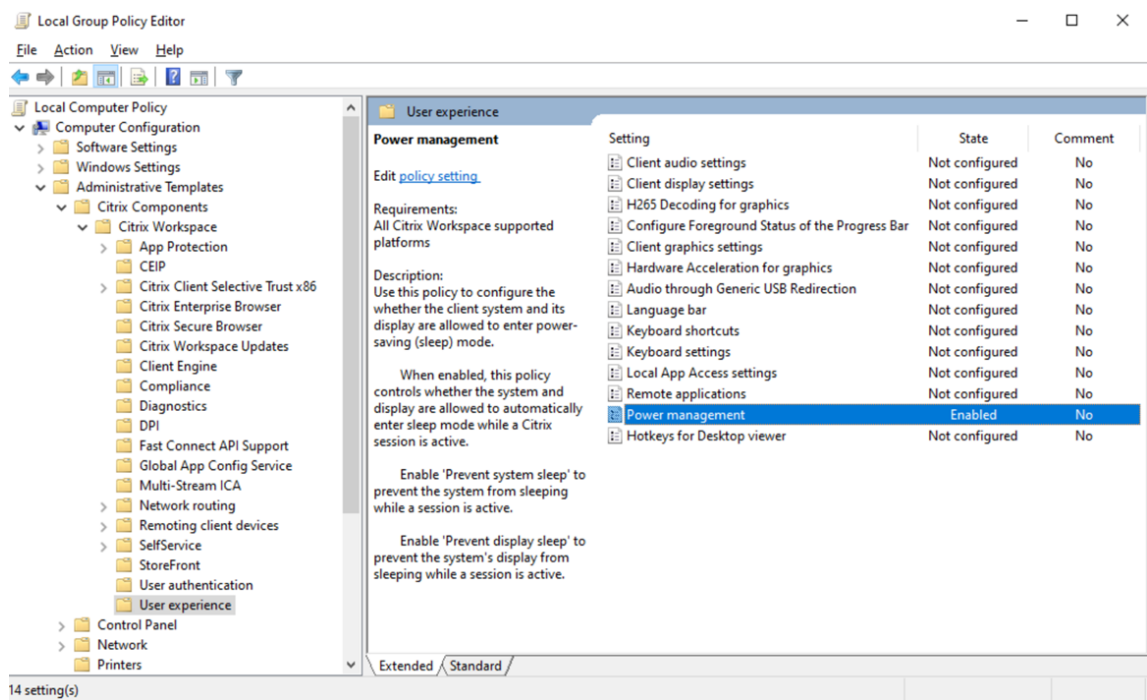 Local Group Policy Editor
File Action View Help
Local Computer Policy
Computer Configuration
Software Settings
Windows Settings
Administrative Templates
Citrix Components
Citrix Workspace
App Protection
CEIP
Citrix Client Selective Trust x86
Citrix Enterprise Browser
Citrix Secure Browser
Citrix Workspace Updates
Client Engine
Compliance
Diagnostics
DPI
Fast Connect API Support
Global App Config Service
Multi-Stream ICA
Network routing
Remoting client devices
SelfService
StoreFront
User authentication
User experience
Control Panel
Network
Printers
User experience
Power management
Edit policy setting
Requirements:
All Citrix Workspace supported
platforms
Description:
Use this policy to configure the
whether the client system and its
display are allowed to enter power-
saving (sleep) mode.
When enabled, this policy
controls whether the system and
display are allowed to automatically
enter sleep mode while a Citrix
session is active.
Enable 'Prevent system sleep' to
prevent the system from sleeping
while a session is active.
Enable 'Prevent display sleep' to
prevent the system's display from
sleeping while a session is active.
Setting State Comment
Client audio settings Not configured No
Client display settings Not configured No
H265 Decoding for graphics Not configured No
Configure Foreground Status of the Progress Bar Not configured No
Client graphics settings Not configured No
Hardware Acceleration for graphics Not configured No
Audio through Generic USB Redirection Not configured No
Language bar Not configured No
Keyboard shortcuts Not configured No
Keyboard settings Not configured No
Local App Access settings Not configured No
Remote applications Not configured No
Power management Enabled No
Hotkeys for Desktop viewer Not configured No
Extended Standard
14 setting(s)